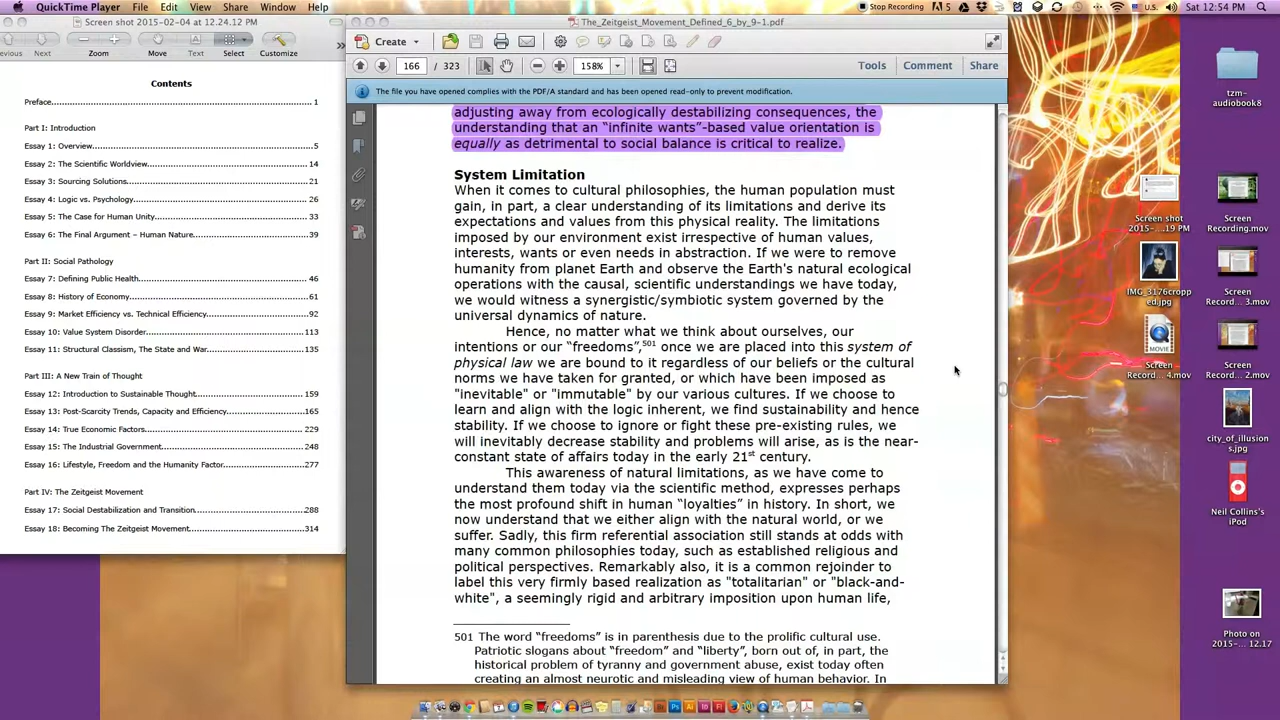 QuickTime Player File Edit View Share Window Help
Stop Recording
5
U.S.
Sat 12:54 PM
Screen shot 2015-02-04 at 12.24.12 PM
Next
Zoom
Move
Text
Select
Customize
Contents
Preface 1
Part I: Introduction
Essay 1: Overview 5
Essay 2: The Scientific Worldview 14
Essay 3: Sourcing Solutions 21
Essay 4: Logic vs. Psychology 26
Essay 5: The Case for Human Unity 33
Essay 6: The Final Argument – Human Nature 39
Part II: Social Pathology
Essay 7: Defining Public Health 46
Essay 8: History of Economy 61
Essay 9: Market Efficiency vs. Technical Efficiency 92
Essay 10: Value System Disorder 113
Essay 11: Structural Classism, The State and War 135
Part III: A New Train of Thought
Essay 12: Introduction to Sustainable Thought 159
Essay 13: Post-Scarcity Trends, Capacity and Efficiency 165
Essay 14: True Economic Factors 229
Essay 15: The Industrial Government 248
Essay 16: Lifestyle, Freedom and the Humanity Factor 277
Part IV: The Zeitgeist Movement
Essay 17: Social Destabilization and Transition 288
Essay 18: Becoming The Zeitgeist Movement 314
The_Zeitgeist_Movement_Defined_6_by_9-1.pdf
Create
166 / 323
158%
Tools
Comment
Share
The file you have opened complies with the PDF/A standard and has been opened read-only to prevent modification.
adjusting away from ecologically destabilizing consequences, the
understanding that an “infinite wants”-based value orientation is
equally as detrimental to social balance is critical to realize.
System Limitation
When it comes to cultural philosophies, the human population must
gain, in part, a clear understanding of its limitations and derive its
expectations and values from this physical reality. The limitations
imposed by our environment exist irrespective of human values,
interests, wants or even needs in abstraction. If we were to remove
humanity from planet Earth and observe the Earth's natural ecological
operations with the causal, scientific understandings we have today,
we would witness a synergistic/symbiotic system governed by the
universal dynamics of nature.
Hence, no matter what we think about ourselves, our
intentions or our “freedoms”,501 once we are placed into this system of
physical law we are bound to it regardless of our beliefs or the cultural
norms we have taken for granted, or which have been imposed as
"inevitable" or "immutable" by our various cultures. If we choose to
learn and align with the logic inherent, we find sustainability and hence
stability. If we choose to ignore or fight these pre-existing rules, we
will inevitably decrease stability and problems will arise, as is the near-
constant state of affairs today in the early 21st century.
This awareness of natural limitations, as we have come to
understand them today via the scientific method, expresses perhaps
the most profound shift in human “loyalties” in history. In short, we
now understand that we either align with the natural world, or we
suffer. Sadly, this firm referential association still stands at odds with
many common philosophies today, such as established religious and
political perspectives. Remarkably also, it is a common rejoinder to
label this very firmly based realization as "totalitarian" or "black-and-
white", a seemingly rigid and arbitrary imposition upon human life,
501 The word “freedoms” is in parenthesis due to the prolific cultural use.
Patriotic slogans about “freedom” and “liberty”, born out of, in part, the
historical problem of tyranny and government abuse, exist today often
creating an almost neurotic and misleading view of human behavior. In
tzm-
audiobook8
Screen shot
2015-...19 PM
Screen
Recording.mov
IMG_3176cropp
ed.jpg
Screen
Record... 3.mov
MOVIE
Screen
Record... 4.mov
Screen
Record... 2.mov
city_of_illusion
s.jpg
Neil Collins's
iPod
Photo on
2015-... 12.17